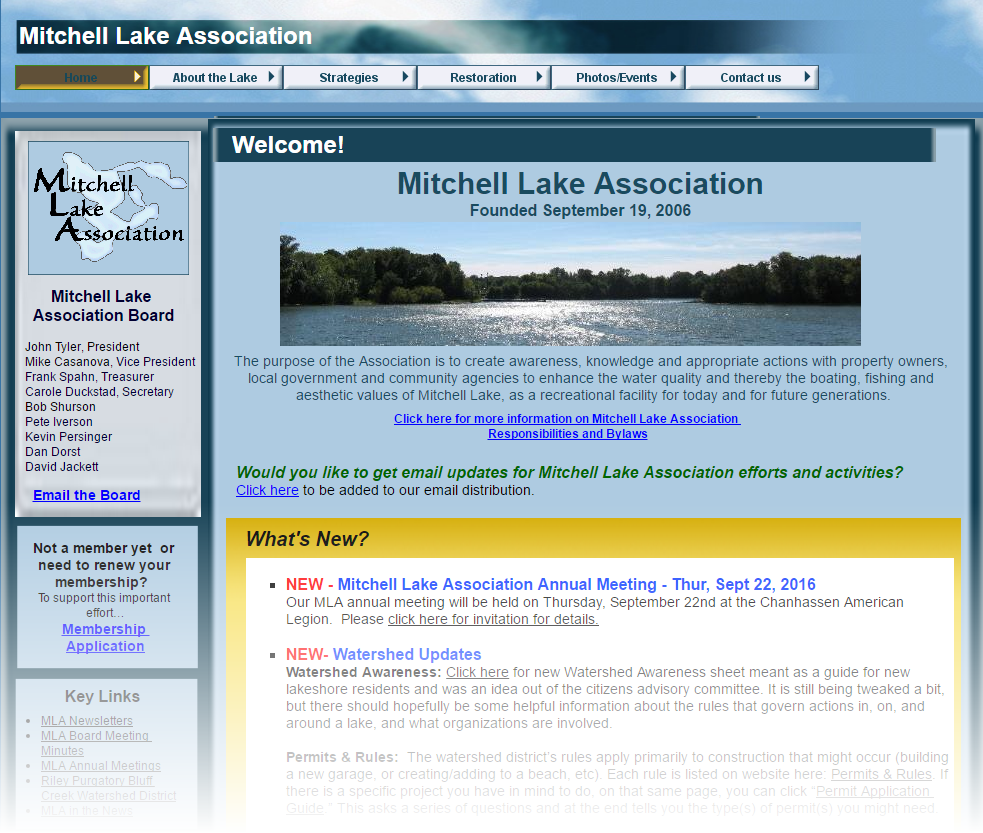 Mitchell Lake Association
Home
About the Lake
Strategies
Restoration
Photos/Events
Contact us
Mitchell
Lake
Association
Mitchell Lake
Association Board
John Tyler, President
Mike Casanova, Vice President
Frank Spahn, Treasurer
Carole Duckstad, Secretary
Bob Shurson
Pete Iverson
Kevin Persinger
Dan Dorst
David Jackett
Email the Board
Not a member yet or
need to renew your
membership?
To support this important
effort...
Membership
Application
Key Links
MLA Newsletters
MLA Board Meeting
Minutes
MLA Annual Meetings
Riley Purgatory Bluff
Creek Watershed District
MLA in the News
Welcome!
Mitchell Lake Association
Founded September 19, 2006
The purpose of the Association is to create awareness, knowledge and appropriate actions with property owners,
local government and community agencies to enhance the water quality and thereby the boating, fishing and
aesthetic values of Mitchell Lake, as a recreational facility for today and for future generations.
Click here for more information on Mitchell Lake Association
Responsibilities and Bylaws
Would you like to get email updates for Mitchell Lake Association efforts and activities?
Click here to be added to our email distribution.
What's New?
NEW - Mitchell Lake Association Annual Meeting - Thur, Sept 22, 2016
Our MLA annual meeting will be held on Thursday, September 22nd at the Chanhassen American
Legion. Please click here for invitation for details.
NEW- Watershed Updates
Watershed Awareness: Click here for new Watershed Awareness sheet meant as a guide for new
lakeshore residents and was an idea out of the citizens advisory committee. It is still being tweaked a bit,
but there should hopefully be some helpful information about the rules that govern actions in, on, and
around a lake, and what organizations are involved.
Permits & Rules: The watershed district's rules apply primarily to construction that might occur (building
a new garage, or creating/adding to a beach, etc). Each rule is listed on website here: Permits & Rules. If
there is a specific project you have in mind to do, on that same page, you can click "Permit Application
Guide." This asks a series of questions and at the end tells you the type(s) of permit(s) you might need.